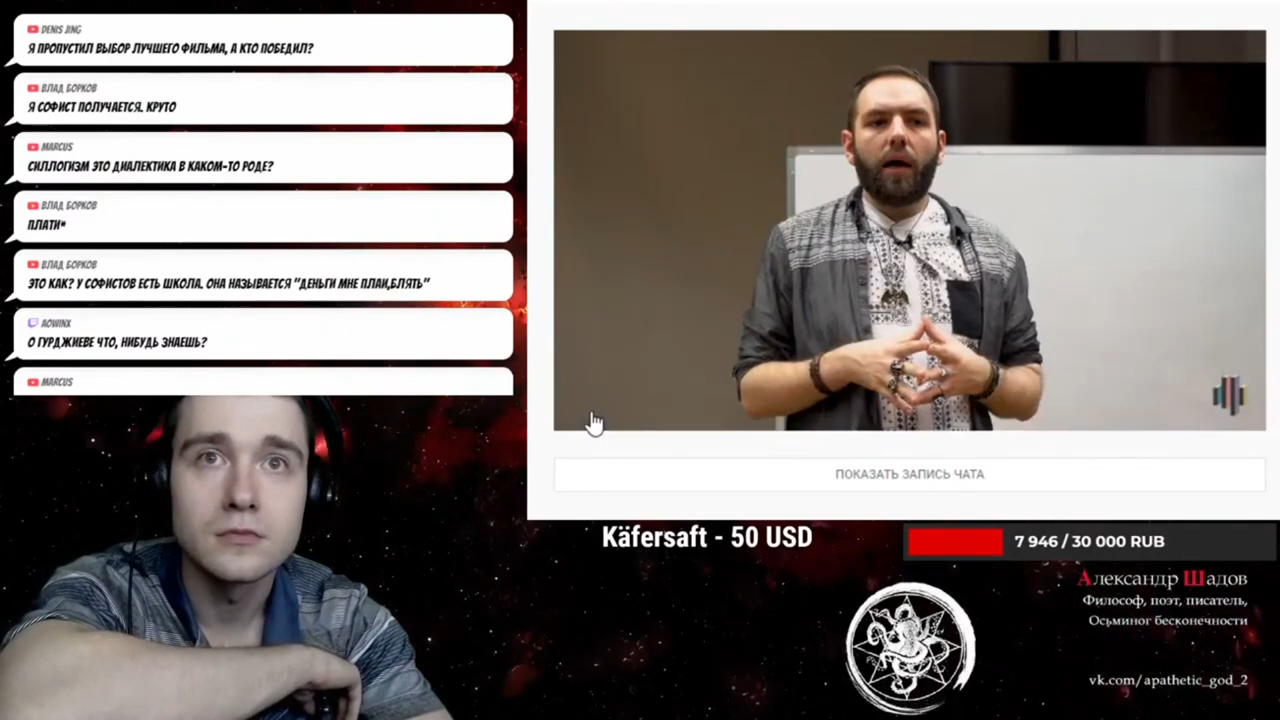 DENIS JING
Я ПРОПУСТИЛ ВЫБОР ЛУЧШЕГО ФИЛЬМА, А КТО ПОБЕДИЛ?
ВЛАД БОРКОВ
Я СОФИСТ ПОЛУЧАЕТСЯ. КРУТО
MARCUS
СИЛЛОГИЗМ ЭТО ДИАЛЕКТИКА В КАКОМ-ТО РОДЕ?
ВЛАД БОРКОВ
ПЛАТИ*
ВЛАД БОРКОВ
ЭТО КАК? У СОФИСТОВ ЕСТЬ ШКОЛА. ОНА НАЗЫВАЕТСЯ "ДЕНЬГИ МНЕ ПЛАИ,БЛЯТЬ"
AOWINX
О ГУРДЖИЕВЕ ЧТО, НИБУДЬ ЗНАЕШЬ?
MARCUS
ПОКАЗАТЬ ЗАПИСЬ ЧАТА
Käfersaft - 50 USD
7 946 / 30 000 RUB
Александр Шадов
Философ, поэт, писатель,
Осьминог бесконечности
vk.com/apathetic_god_2